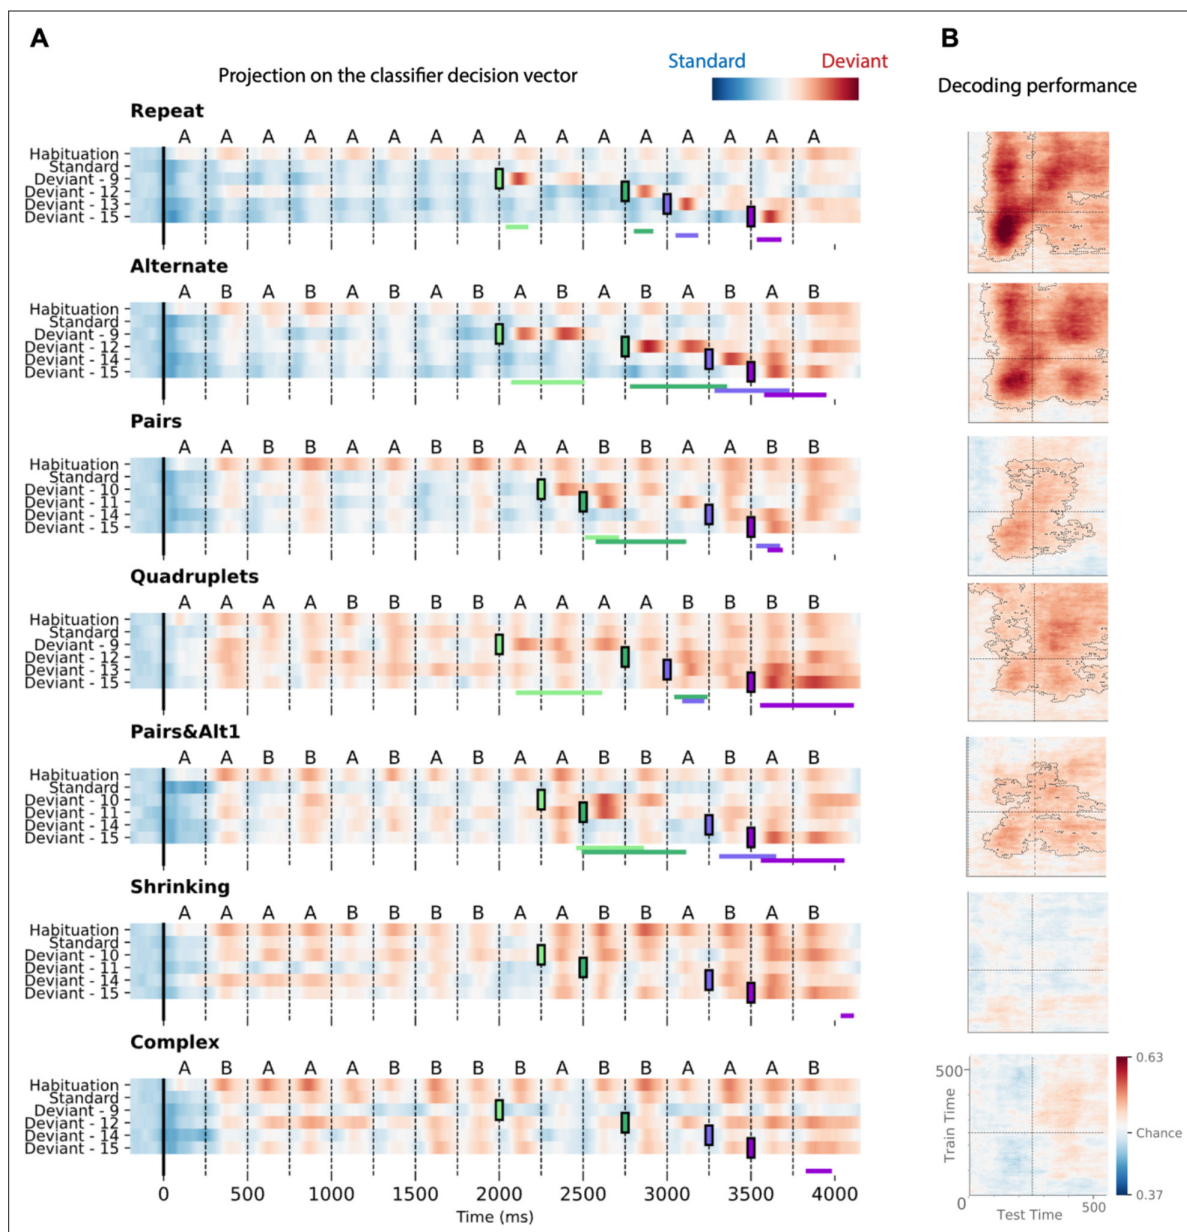 A
B
Projection on the classifier decision vector
Standard
Deviant
Decoding performance
Repeat
A A A A A A A A A A A A A A A A
Habituation
Standard
Deviant - 9
Deviant - 12
Deviant - 13
Deviant - 15
Alternate
A B A B A B A B A B A B A B A B
Habituation
Standard
Deviant - 9
Deviant - 12
Deviant - 14
Deviant - 15
Pairs
A A B B A A B B A A B B A A B B
Habituation
Standard
Deviant - 10
Deviant - 11
Deviant - 14
Deviant - 15
Quadruplets
A A A A B B B B A A A A B B B B
Habituation
Standard
Deviant - 9
Deviant - 12
Deviant - 13
Deviant - 15
Pairs&Alt1
A A B B A B A B A A B B A B A B
Habituation
Standard
Deviant - 10
Deviant - 11
Deviant - 14
Deviant - 15
Shrinking
A A A A B B B B A A B B A B A B
Habituation
Standard
Deviant - 10
Deviant - 11
Deviant - 14
Deviant - 15
Complex
A B A A A B B B A B B A A A A B
Habituation
Standard
Deviant - 9
Deviant - 12
Deviant - 14
Deviant - 15
0 500 1000 1500 2000 2500 3000 3500 4000
Time (ms)
500
0
Train Time
Test Time
500
0.63
Chance
0.37